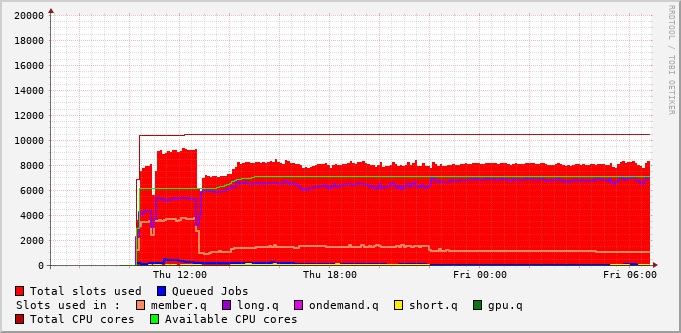 20000
18000
16000
14000
12000
10000
8000
6000
4000
2000
0
Thu 12:00 Thu 18:00 Fri 00:00 Fri 06:00
RRDTOOL / TOBI OETIKER
Total slots used Queued Jobs
Slots used in : member.q long.q ondemand.q short.q gpu.q
Total CPU cores Available CPU cores